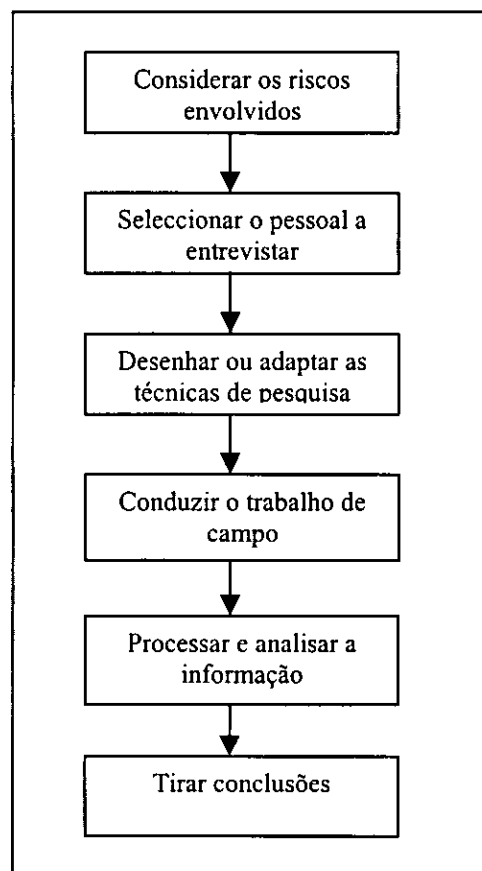 Considerar os riscos
envolvidos
Seleccionar o pessoal a
entrevistar
Desenhar ou adaptar as
técnicas de pesquisa
Conduzir o trabalho de
campo
Processar e analisar a
informação
Tirar conclusões